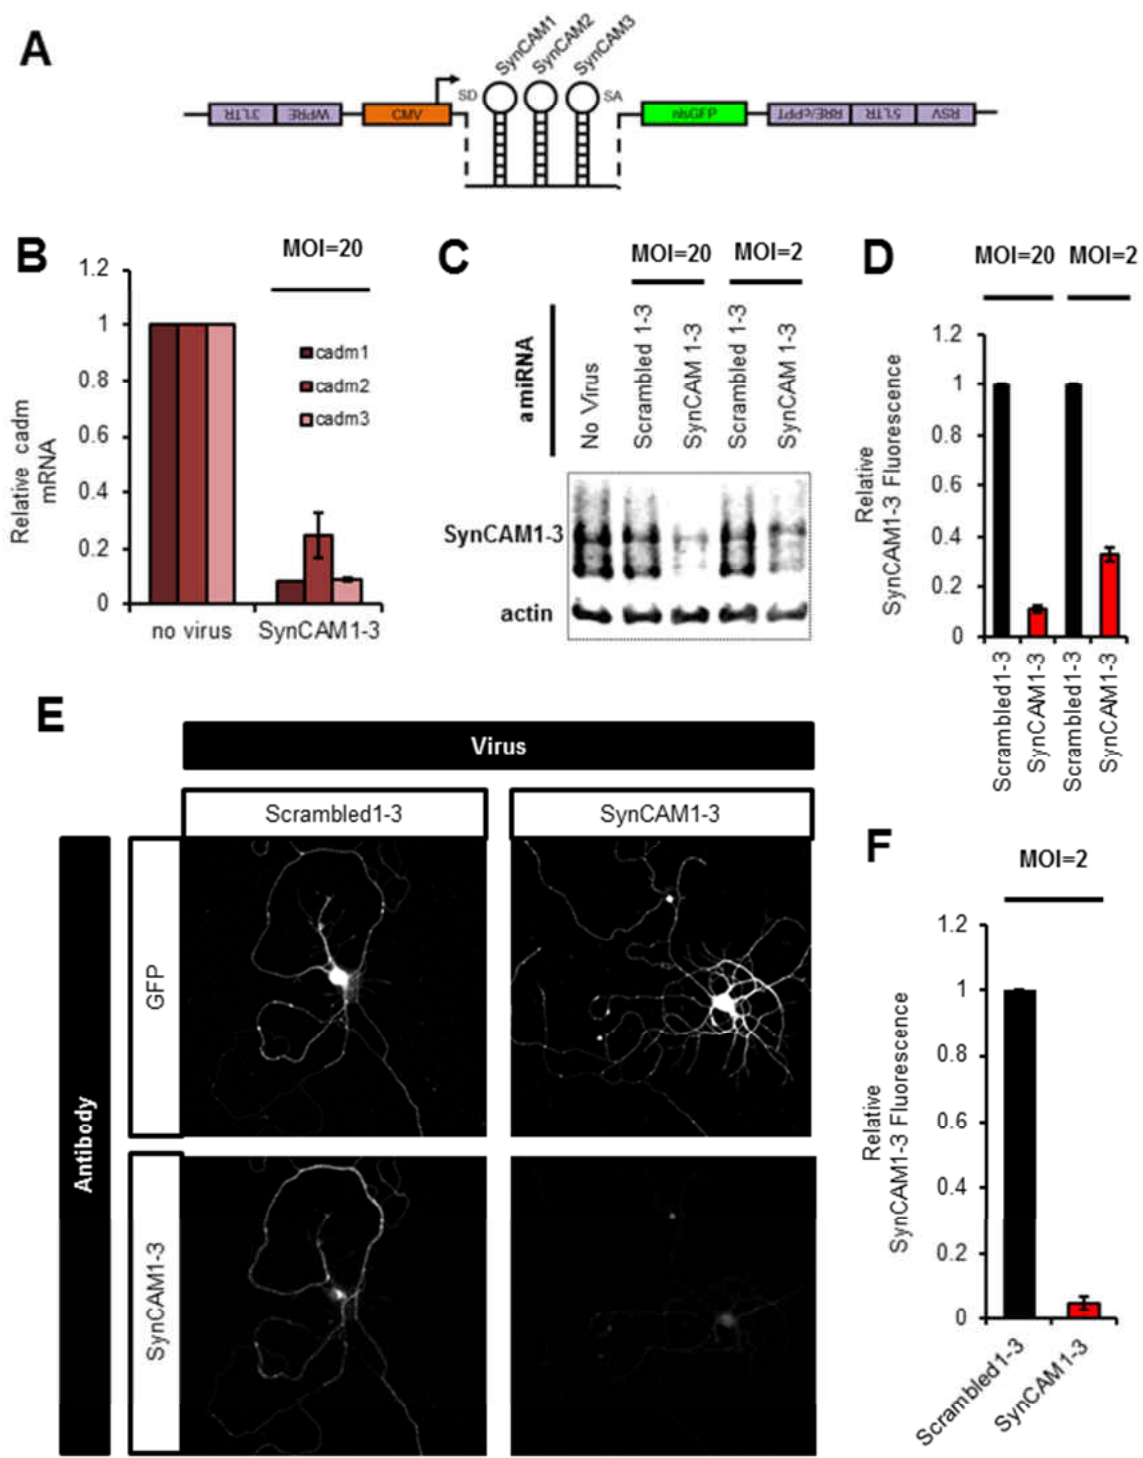 A
SynCAM1
SynCAM2
SynCAM3
SD
SA
3'LTR
WPRE
CMV
nlsGFP
RRE/cPPT
5'LTR
RSV
B
MOI=20
1.2
1
0.8
0.6
0.4
0.2
0
Relative cadm
mRNA
cadm1
cadm2
cadm3
no virus
SynCAM1-3
C
MOI=20
MOI=2
amiRNA
No Virus
Scrambled 1-3
SynCAM 1-3
Scrambled 1-3
SynCAM 1-3
SynCAM1-3
actin
D
MOI=20
MOI=2
1.2
1
0.8
0.6
0.4
0.2
0
Relative
SynCAM1-3 Fluorescence
Scrambled1-3
SynCAM1-3
Scrambled1-3
SynCAM1-3
E
Virus
Scrambled1-3
SynCAM1-3
Antibody
GFP
SynCAM1-3
F
MOI=2
1.2
1
0.8
0.6
0.4
0.2
0
Relative
SynCAM1-3 Fluorescence
Scrambled1-3
SynCAM1-3